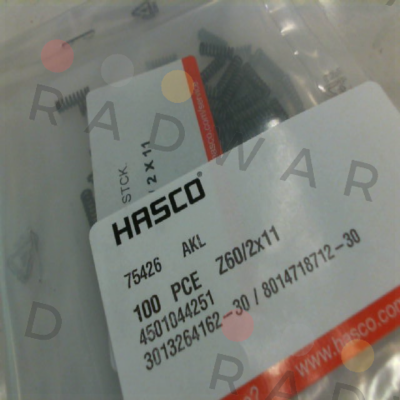 STCK.
/ 2 X 11
HASCO®
75426 AKL
100 PCE Z60/2x11
4501044251
3013264162-30 / 8014718712-30
www.hasco.com
RADWAR
RADWAR